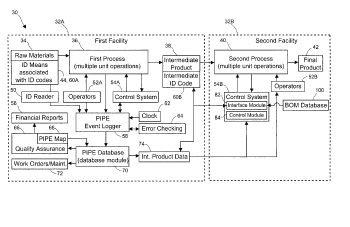 30
32A
32B
First Facility
Second Facility
34
36
38
40
42
Raw Materials
ID Means
associated
with ID codes
44, 60A
First Process
(multiple unit operations)
Intermediate
Product
Intermediate
ID Code
60B
Second Process
(multiple unit operations)
Final
Product
50
ID Reader
52A
Operators
54A
Control System
54B
82
Control System
Interface Module
84
Control Module
Operators
52B
100
BOM Database
56
Financial Reports
PIPE
Event Logger
58
62
Clock
64
Error Checking
66
68
PIPE Map
Quality Assurance
Work Orders/Maint.
72
PIPE Database
(database module)
70
74
Int. Product Data